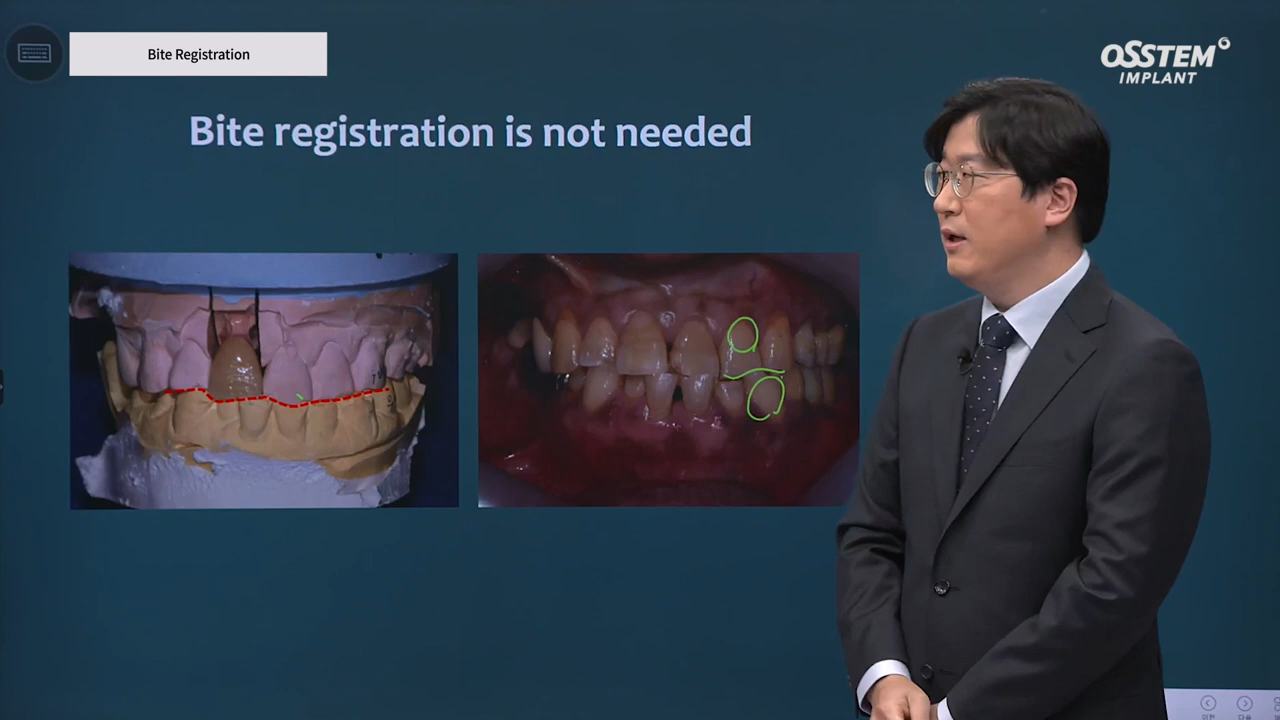 Bite Registration
OSSTEM
IMPLANT
Bite registration is not needed